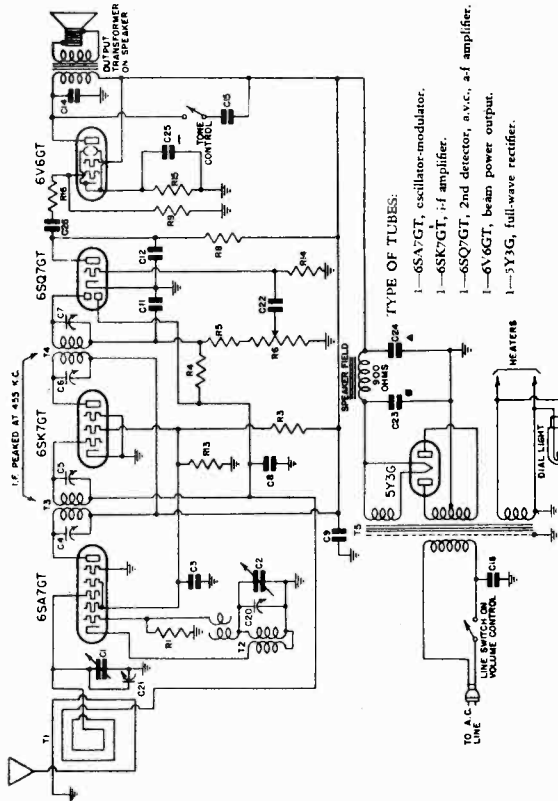 6SA7GT
I.F. PEAKED AT 455 K.C.
6SK7GT
6SQ7GT
6V6GT
OUTPUT
TRANSFORMER
ON SPEAKER
T1
C1
C21
C4
T3
C5
C6
T4
C7
C26
R16
C14
R1
C3
C20
C2
T2
R13
C8
R3
R4
R5
R6
C11
C12
C22
R8
R14
R9
R15
C25
TONE
CONTROL
C15
C9
SPEAKER FIELD
900
OHMS
C23
C24
5Y3G
T5
HEATERS
DIAL LIGHT
TO A.C.
LINE
LINE SWITCH ON
VOLUME CONTROL
C18
TYPE OF TUBES:
1—6SA7GT, oscillator-modulator.
1—6SK7GT, i-f amplifier.
1—6SQ7GT, 2nd detector, a.v.c., a-f amplifier.
1—6V6GT, beam power output.
1—5Y3G, full-wave rectifier.